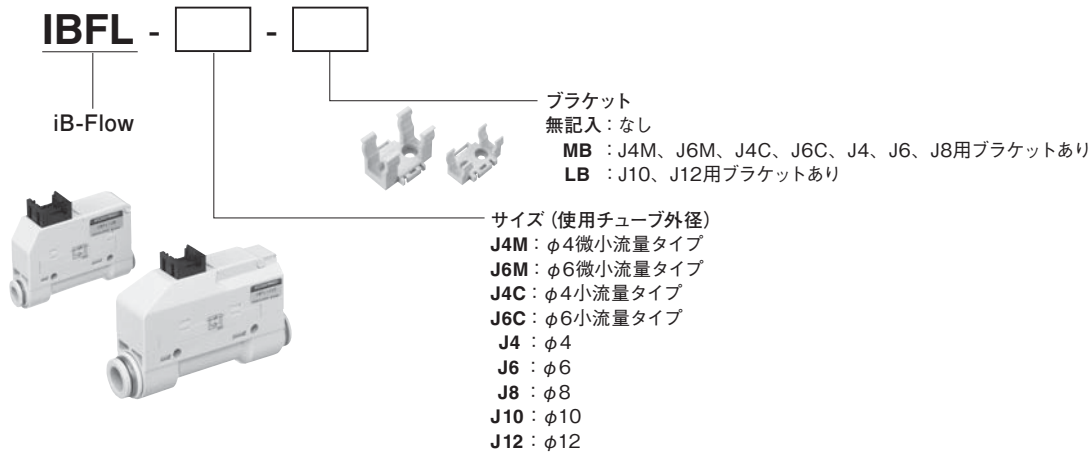 IBFL - -
iB-Flow
ブラケット
無記入：なし
MB ：J4M、J6M、J4C、J6C、J4、J6、J8用ブラケットあり
LB ：J10、J12用ブラケットあり
サイズ（使用チューブ外径）
J4M：φ4微小流量タイプ
J6M：φ6微小流量タイプ
J4C：φ4小流量タイプ
J6C：φ6小流量タイプ
J4 ：φ4
J6 ：φ6
J8 ：φ8
J10：φ10
J12：φ12